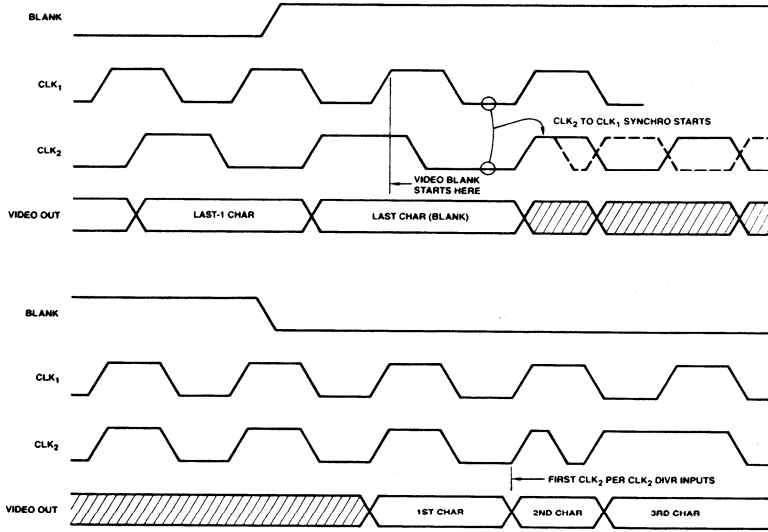 BLANK
CLK₁
CLK₂ TO CLK₁ SYNCHRO STARTS
CLK₂
VIDEO BLANK
STARTS HERE
VIDEO OUT
LAST-1 CHAR
LAST CHAR (BLANK)
BLANK
CLK₁
CLK₂
FIRST CLK₂ PER CLK₂ DIVR INPUTS
VIDEO OUT
1ST CHAR
2ND CHAR
3RD CHAR